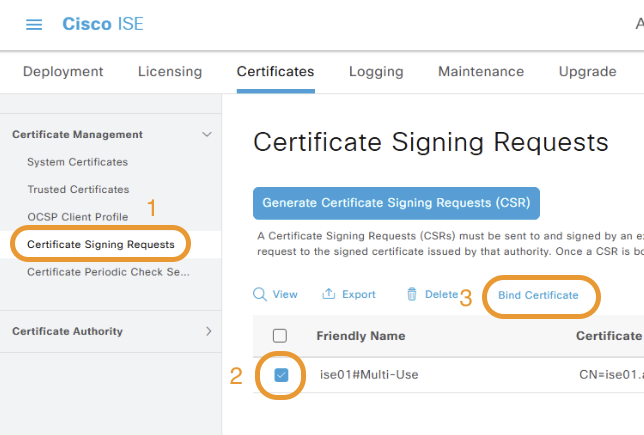 Cisco ISE
A
Deployment Licensing Certificates Logging Maintenance Upgrade
Certificate Management
System Certificates
Trusted Certificates
1
OCSP Client Profile
Certificate Signing Requests
Certificate Periodic Check Se...
Certificate Authority
Certificate Signing Requests
Generate Certificate Signing Requests (CSR)
A Certificate Signing Requests (CSRs) must be sent to and signed by an ex
request to the signed certificate issued by that authority. Once a CSR is bo
View Export Delete 3 Bind Certificate
Friendly Name Certificate
2 ise01#Multi-Use CN=ise01.a